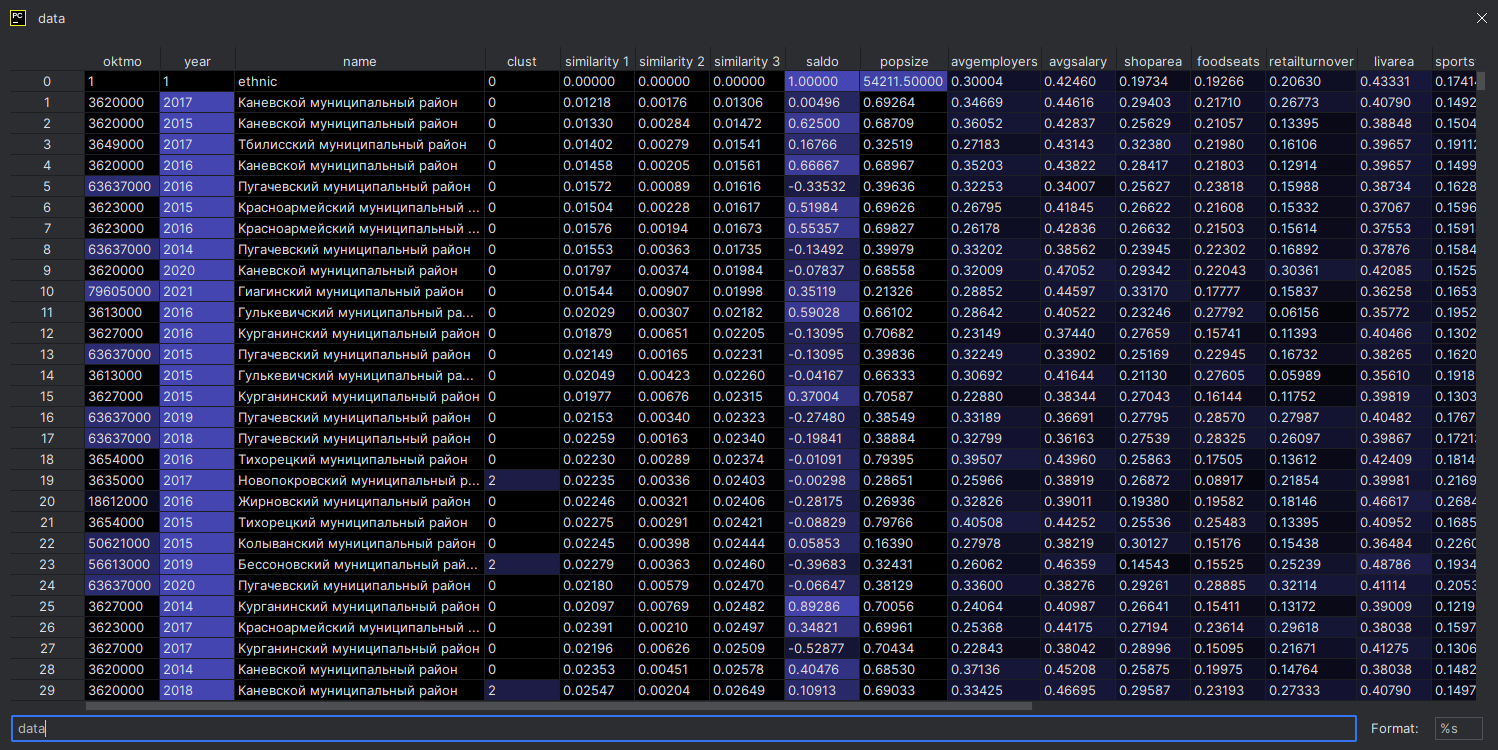 PC data
oktmo year name clust similarity 1 similarity 2 similarity 3 saldo popsize avgemployers avgsalary shoparea foodseats retailturnover livarea sports
0 1 1 ethnic 0 0.00000 0.00000 0.00000 1.00000 54211.50000 0.30004 0.42460 0.19734 0.19266 0.20630 0.43331 0.1741
1 3620000 2017 Каневской муниципальный район 0 0.01218 0.00176 0.01306 0.00496 0.69264 0.34669 0.44616 0.29403 0.21710 0.26773 0.40790 0.1492
2 3620000 2015 Каневской муниципальный район 0 0.01330 0.00284 0.01472 0.62500 0.68709 0.36052 0.42837 0.25629 0.21057 0.13395 0.38848 0.1504
3 3649000 2017 Тбилисский муниципальный район 0 0.01402 0.00279 0.01541 0.16766 0.32519 0.27183 0.43143 0.32380 0.21980 0.16106 0.39657 0.1911
4 3620000 2016 Каневской муниципальный район 0 0.01458 0.00205 0.01561 0.66667 0.68967 0.35203 0.43822 0.28417 0.21803 0.12914 0.39657 0.1499
5 63637000 2016 Пугачевский муниципальный район 0 0.01572 0.00089 0.01616 -0.33532 0.39636 0.32253 0.34007 0.25627 0.23818 0.15988 0.38734 0.1628
6 3623000 2015 Красноармейский муниципальный ... 0 0.01504 0.00228 0.01617 0.51984 0.69626 0.26795 0.41845 0.26622 0.21608 0.15332 0.37067 0.1596
7 3623000 2016 Красноармейский муниципальный ... 0 0.01576 0.00194 0.01673 0.55357 0.69827 0.26178 0.42836 0.26632 0.21503 0.15614 0.37553 0.1591
8 63637000 2014 Пугачевский муниципальный район 0 0.01553 0.00363 0.01735 -0.13492 0.39979 0.33202 0.38562 0.23945 0.22302 0.16892 0.37876 0.1584
9 3620000 2020 Каневской муниципальный район 0 0.01797 0.00374 0.01984 -0.07837 0.68558 0.32009 0.47052 0.29342 0.22043 0.30361 0.42085 0.1525
10 79605000 2021 Гиагинский муниципальный район 0 0.01544 0.00907 0.01998 0.35119 0.21326 0.28852 0.44597 0.33170 0.17777 0.15837 0.36258 0.1653
11 3613000 2016 Гулькевичский муниципальный ра... 0 0.02029 0.00307 0.02182 0.59028 0.66102 0.28642 0.40522 0.23246 0.27792 0.06156 0.35772 0.1952
12 3627000 2016 Курганинский муниципальный район 0 0.01879 0.00651 0.02205 -0.13095 0.70682 0.23149 0.37440 0.27659 0.15741 0.11393 0.40466 0.1302
13 63637000 2015 Пугачевский муниципальный район 0 0.02149 0.00165 0.02231 -0.13095 0.39836 0.32249 0.33902 0.25169 0.22945 0.16732 0.38265 0.1620
14 3613000 2015 Гулькевичский муниципальный ра... 0 0.02049 0.00423 0.02260 -0.04167 0.66333 0.30692 0.41644 0.21130 0.27605 0.05989 0.35610 0.1918
15 3627000 2015 Курганинский муниципальный район 0 0.01977 0.00676 0.02315 0.37004 0.70587 0.22880 0.38344 0.27043 0.16144 0.11752 0.39819 0.1303
16 63637000 2019 Пугачевский муниципальный район 0 0.02153 0.00340 0.02323 -0.27480 0.38549 0.33189 0.36691 0.27795 0.28570 0.27987 0.40482 0.1767
17 63637000 2018 Пугачевский муниципальный район 0 0.02259 0.00163 0.02340 -0.19841 0.38884 0.32799 0.36163 0.27539 0.28325 0.26097 0.39867 0.1721
18 3654000 2016 Тихорецкий муниципальный район 0 0.02230 0.00289 0.02374 -0.01091 0.79395 0.39507 0.43960 0.25863 0.17505 0.13612 0.42409 0.1814
19 3635000 2017 Новопокровский муниципальный р... 2 0.02235 0.00336 0.02403 -0.00298 0.28651 0.25966 0.38919 0.26872 0.08917 0.21854 0.39981 0.2169
20 18612000 2016 Жирновский муниципальный район 0 0.02246 0.00321 0.02406 -0.28175 0.26936 0.32826 0.39011 0.19380 0.19582 0.18146 0.46617 0.2684
21 3654000 2015 Тихорецкий муниципальный район 0 0.02275 0.00291 0.02421 -0.08829 0.79766 0.40508 0.44252 0.25536 0.25483 0.13395 0.40952 0.1685
22 50621000 2015 Колыванский муниципальный район 0 0.02245 0.00398 0.02444 0.05853 0.16390 0.27978 0.38219 0.30127 0.15176 0.15438 0.36484 0.2260
23 56613000 2019 Бессоновский муниципальный рай... 2 0.02279 0.00363 0.02460 -0.39683 0.32431 0.26062 0.46359 0.14543 0.15525 0.25239 0.48786 0.1934
24 63637000 2020 Пугачевский муниципальный район 0 0.02180 0.00579 0.02470 -0.06647 0.38129 0.33600 0.38276 0.29261 0.28885 0.32114 0.41114 0.2053
25 3627000 2014 Курганинский муниципальный район 0 0.02097 0.00769 0.02482 0.89286 0.70056 0.24064 0.40987 0.26641 0.15411 0.13172 0.39009 0.1219
26 3623000 2017 Красноармейский муниципальный ... 0 0.02391 0.00210 0.02497 0.34821 0.69961 0.25368 0.44175 0.27194 0.23614 0.29618 0.38038 0.1597
27 3627000 2017 Курганинский муниципальный район 0 0.02196 0.00626 0.02509 -0.52877 0.70434 0.22843 0.38042 0.28996 0.15095 0.21671 0.41275 0.1306
28 3620000 2014 Каневской муниципальный район 0 0.02353 0.00451 0.02578 0.40476 0.68530 0.37136 0.45208 0.25875 0.19975 0.14764 0.38038 0.1482
29 3620000 2018 Каневской муниципальный район 2 0.02547 0.00204 0.02649 0.10913 0.69033 0.33425 0.46695 0.29587 0.23193 0.27333 0.40790 0.1497
data Format: %s